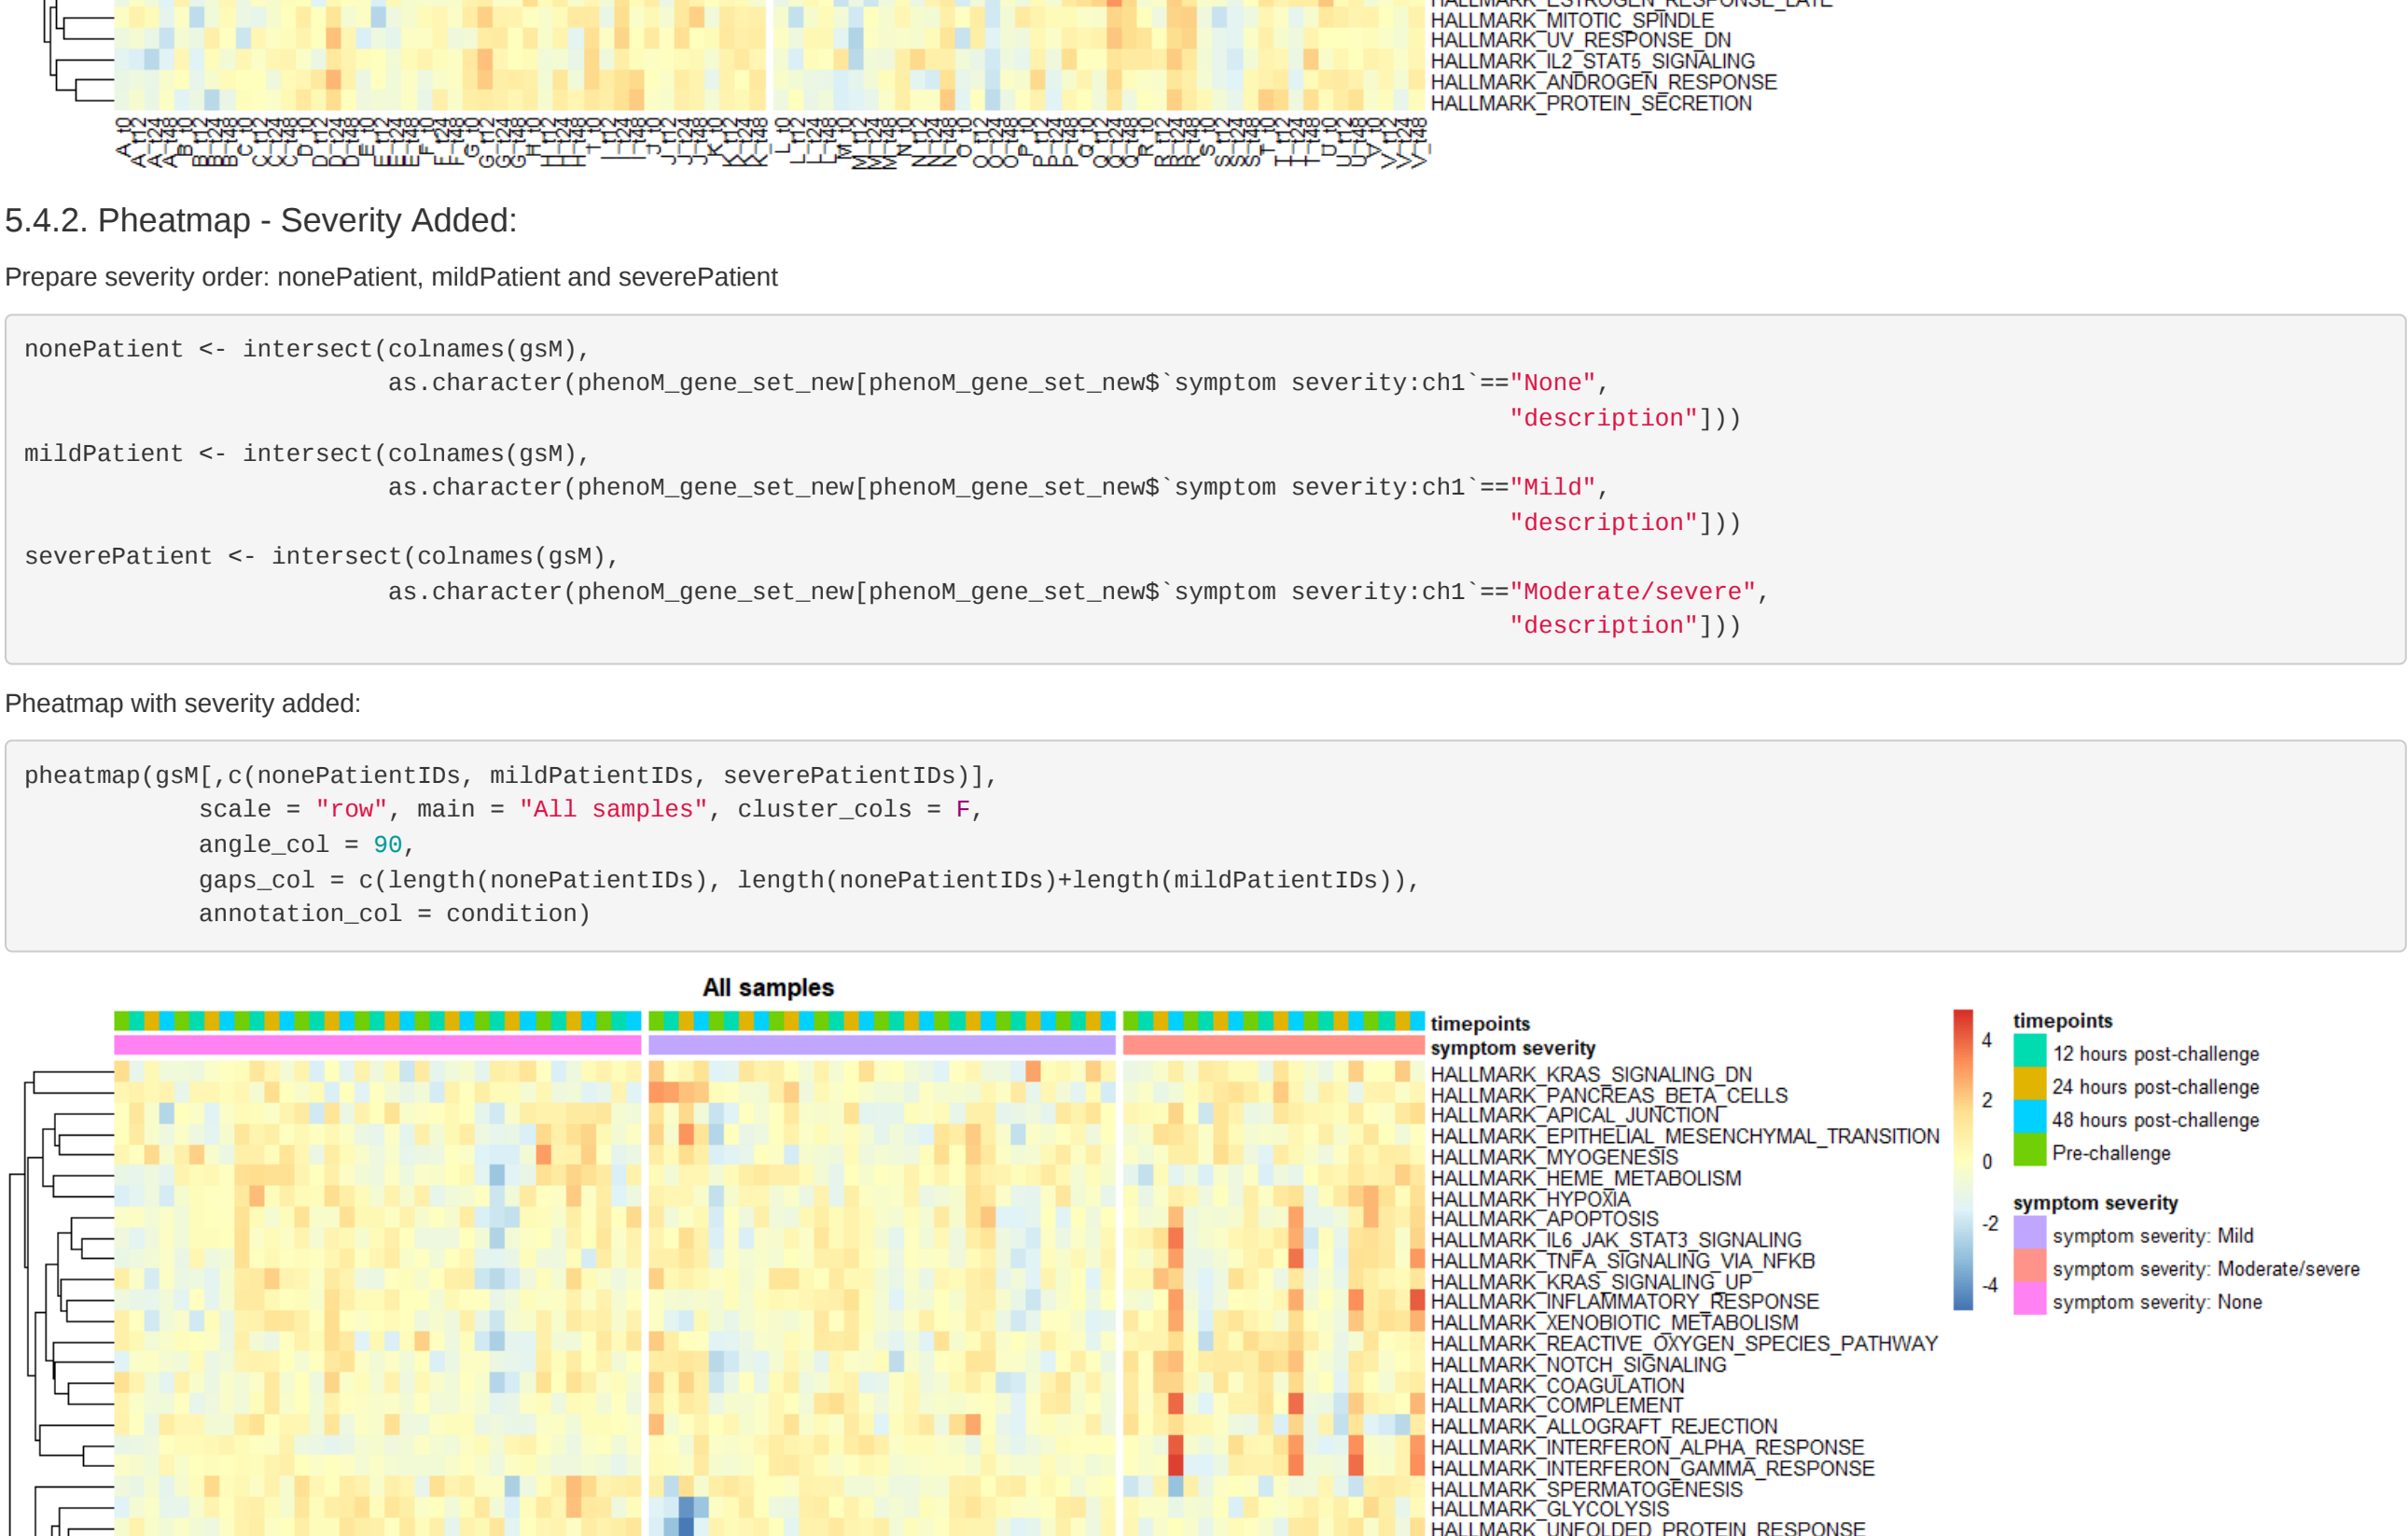 HALLMARK_ESTROGEN_RESPONSE_LATE
HALLMARK_MITOTIC_SPINDLE
HALLMARK_UV_RESPONSE_DN
HALLMARK_IL2_STAT5_SIGNALING
HALLMARK_ANDROGEN_RESPONSE
HALLMARK_PROTEIN_SECRETION
5.4.2. Pheatmap - Severity Added:
Prepare severity order: nonePatient, mildPatient and severePatient
nonePatient <- intersect(colnames(gsM),
as.character(phenoM_gene_set_new[phenoM_gene_set_new$`symptom severity:ch1`=="None",
"description"]))
mildPatient <- intersect(colnames(gsM),
as.character(phenoM_gene_set_new[phenoM_gene_set_new$`symptom severity:ch1`=="Mild",
"description"]))
severePatient <- intersect(colnames(gsM),
as.character(phenoM_gene_set_new[phenoM_gene_set_new$`symptom severity:ch1`=="Moderate/severe",
"description"]))
Pheatmap with severity added:
pheatmap(gsM[,c(nonePatientIDs, mildPatientIDs, severePatientIDs)],
scale = "row", main = "All samples", cluster_cols = F,
angle_col = 90,
gaps_col = c(length(nonePatientIDs), length(nonePatientIDs)+length(mildPatientIDs)),
annotation_col = condition)
All samples
timepoints
symptom severity
HALLMARK_KRAS_SIGNALING_DN
HALLMARK_PANCREAS_BETA_CELLS
HALLMARK_APICAL_JUNCTION
HALLMARK_EPITHELIAL_MESENCHYMAL_TRANSITION
HALLMARK_MYOGENESIS
HALLMARK_HEME_METABOLISM
HALLMARK_HYPOXIA
HALLMARK_APOPTOSIS
HALLMARK_IL6_JAK_STAT3_SIGNALING
HALLMARK_TNFA_SIGNALING_VIA_NFKB
HALLMARK_KRAS_SIGNALING_UP
HALLMARK_INFLAMMATORY_RESPONSE
HALLMARK_XENOBIOTIC_METABOLISM
HALLMARK_REACTIVE_OXYGEN_SPECIES_PATHWAY
HALLMARK_NOTCH_SIGNALING
HALLMARK_COAGULATION
HALLMARK_COMPLEMENT
HALLMARK_ALLOGRAFT_REJECTION
HALLMARK_INTERFERON_ALPHA_RESPONSE
HALLMARK_INTERFERON_GAMMA_RESPONSE
HALLMARK_SPERMATOGENESIS
HALLMARK_GLYCOLYSIS
HALLMARK_UNFOLDED_PROTEIN_RESPONSE
4
2
0
-2
-4
timepoints
12 hours post-challenge
24 hours post-challenge
48 hours post-challenge
Pre-challenge
symptom severity
symptom severity: Mild
symptom severity: Moderate/severe
symptom severity: None